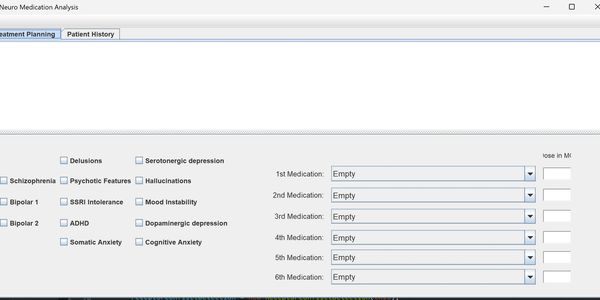 Neuro Medication Analysis
eatment Planning Patient History
Delusions Serotonergic depression
ose in M
Schizophrenia Psychotic Features Hallucinations
1st Medication: Empty
2nd Medication: Empty
Bipolar 1 SSRI Intolerance Mood Instability
3rd Medication: Empty
Bipolar 2 ADHD Dopaminergic depression
4th Medication: Empty
Somatic Anxiety Cognitive Anxiety
5th Medication: Empty
6th Medication: Empty